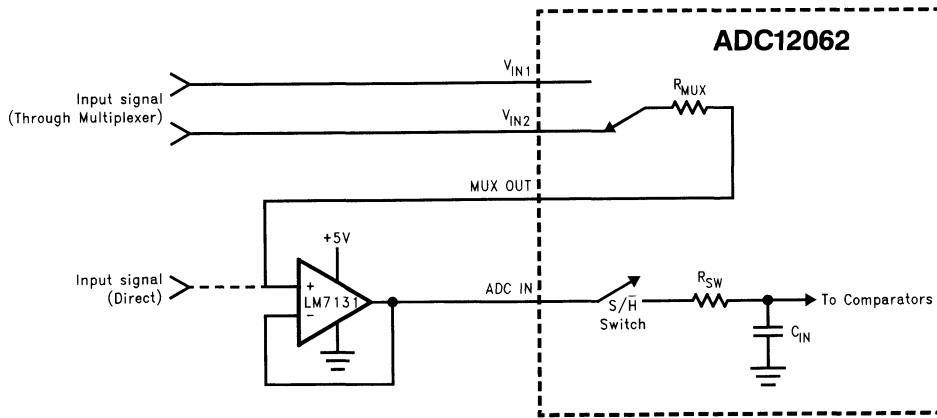 ADC12062
V_IN1
R_MUX
Input signal
(Through Multiplexer)
V_IN2
MUX OUT
+5V
Input signal
(Direct)
+
LM7131
−
ADC IN
S/H̅
Switch
R_SW
To Comparators
C_IN